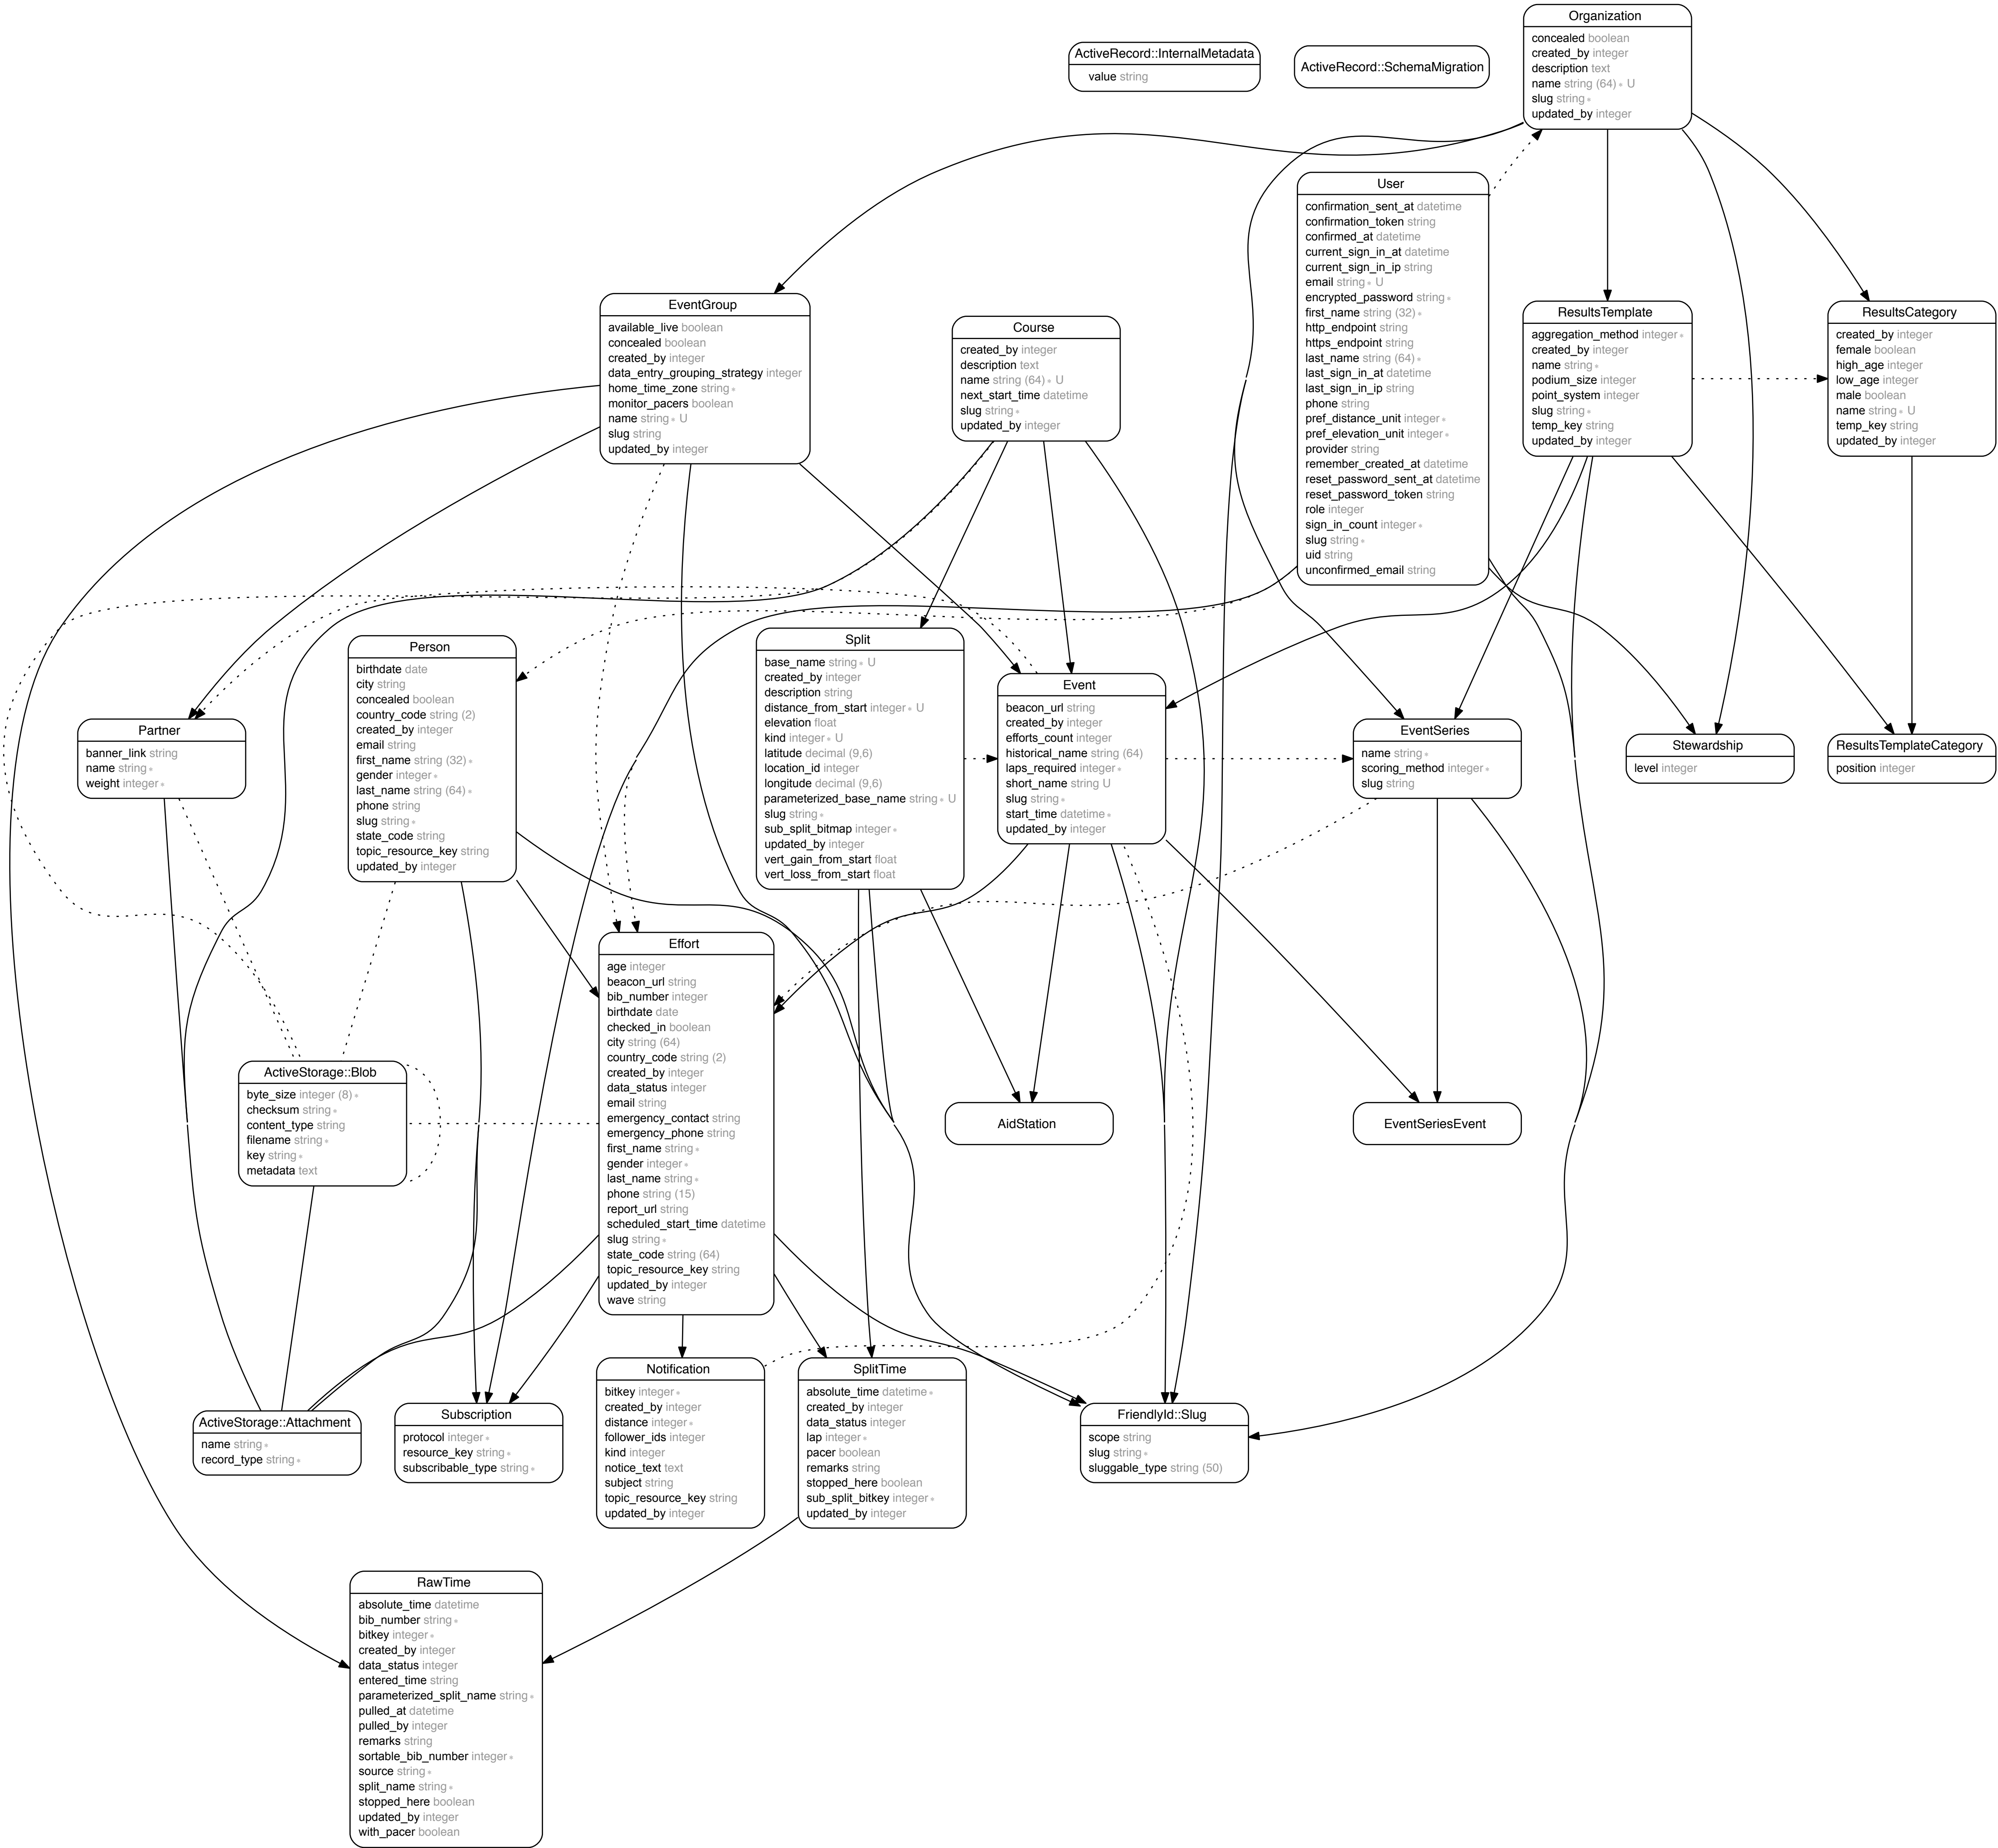 Organization
concealed boolean
created_by integer
description text
name string (64)∗ U
slug string∗
updated_by integer
ActiveRecord::InternalMetadata
value string
ActiveRecord::SchemaMigration
User
confirmation_sent_at datetime
confirmation_token string
confirmed_at datetime
current_sign_in_at datetime
current_sign_in_ip string
email string∗ U
encrypted_password string∗
first_name string (32)∗
http_endpoint string
https_endpoint string
last_name string (64)∗
last_sign_in_at datetime
last_sign_in_ip string
phone string
pref_distance_unit integer∗
pref_elevation_unit integer∗
provider string
remember_created_at datetime
reset_password_sent_at datetime
reset_password_token string
role integer
sign_in_count integer∗
slug string∗
uid string
unconfirmed_email string
EventGroup
available_live boolean
concealed boolean
created_by integer
data_entry_grouping_strategy integer
home_time_zone string∗
monitor_pacers boolean
name string∗ U
slug string
updated_by integer
Course
created_by integer
description text
name string (64)∗ U
next_start_time datetime
slug string∗
updated_by integer
ResultsTemplate
aggregation_method integer∗
created_by integer
name string∗
podium_size integer
point_system integer
slug string∗
temp_key string
updated_by integer
ResultsCategory
created_by integer
female boolean
high_age integer
low_age integer
male boolean
name string∗ U
temp_key string
updated_by integer
Person
birthdate date
city string
concealed boolean
country_code string (2)
created_by integer
email string
first_name string (32)∗
gender integer∗
last_name string (64)∗
phone string
slug string∗
state_code string
topic_resource_key string
updated_by integer
Split
base_name string∗ U
created_by integer
description string
distance_from_start integer∗ U
elevation float
kind integer∗ U
latitude decimal (9,6)
location_id integer
longitude decimal (9,6)
parameterized_base_name string∗ U
slug string∗
sub_split_bitmap integer∗
updated_by integer
vert_gain_from_start float
vert_loss_from_start float
Event
beacon_url string
created_by integer
efforts_count integer
historical_name string (64)
laps_required integer∗
short_name string U
slug string∗
start_time datetime∗
updated_by integer
Partner
banner_link string
name string∗
weight integer∗
EventSeries
name string∗
scoring_method integer∗
slug string
Stewardship
level integer
ResultsTemplateCategory
position integer
Effort
age integer
beacon_url string
bib_number integer
birthdate date
checked_in boolean
city string (64)
country_code string (2)
created_by integer
data_status integer
email string
emergency_contact string
emergency_phone string
first_name string∗
gender integer∗
last_name string∗
phone string (15)
report_url string
scheduled_start_time datetime
slug string∗
state_code string (64)
topic_resource_key string
updated_by integer
wave string
ActiveStorage::Blob
byte_size integer (8)∗
checksum string∗
content_type string
filename string∗
key string∗
metadata text
AidStation
EventSeriesEvent
ActiveStorage::Attachment
name string∗
record_type string∗
Subscription
protocol integer∗
resource_key string∗
subscribable_type string∗
Notification
bitkey integer∗
created_by integer
distance integer∗
follower_ids integer
kind integer
notice_text text
subject string
topic_resource_key string
updated_by integer
SplitTime
absolute_time datetime∗
created_by integer
data_status integer
lap integer∗
pacer boolean
remarks string
stopped_here boolean
sub_split_bitkey integer∗
updated_by integer
FriendlyId::Slug
scope string
slug string∗
sluggable_type string (50)
RawTime
absolute_time datetime
bib_number string∗
bitkey integer∗
created_by integer
data_status integer
entered_time string
parameterized_split_name string∗
pulled_at datetime
pulled_by integer
remarks string
sortable_bib_number integer∗
source string∗
split_name string∗
stopped_here boolean
updated_by integer
with_pacer boolean